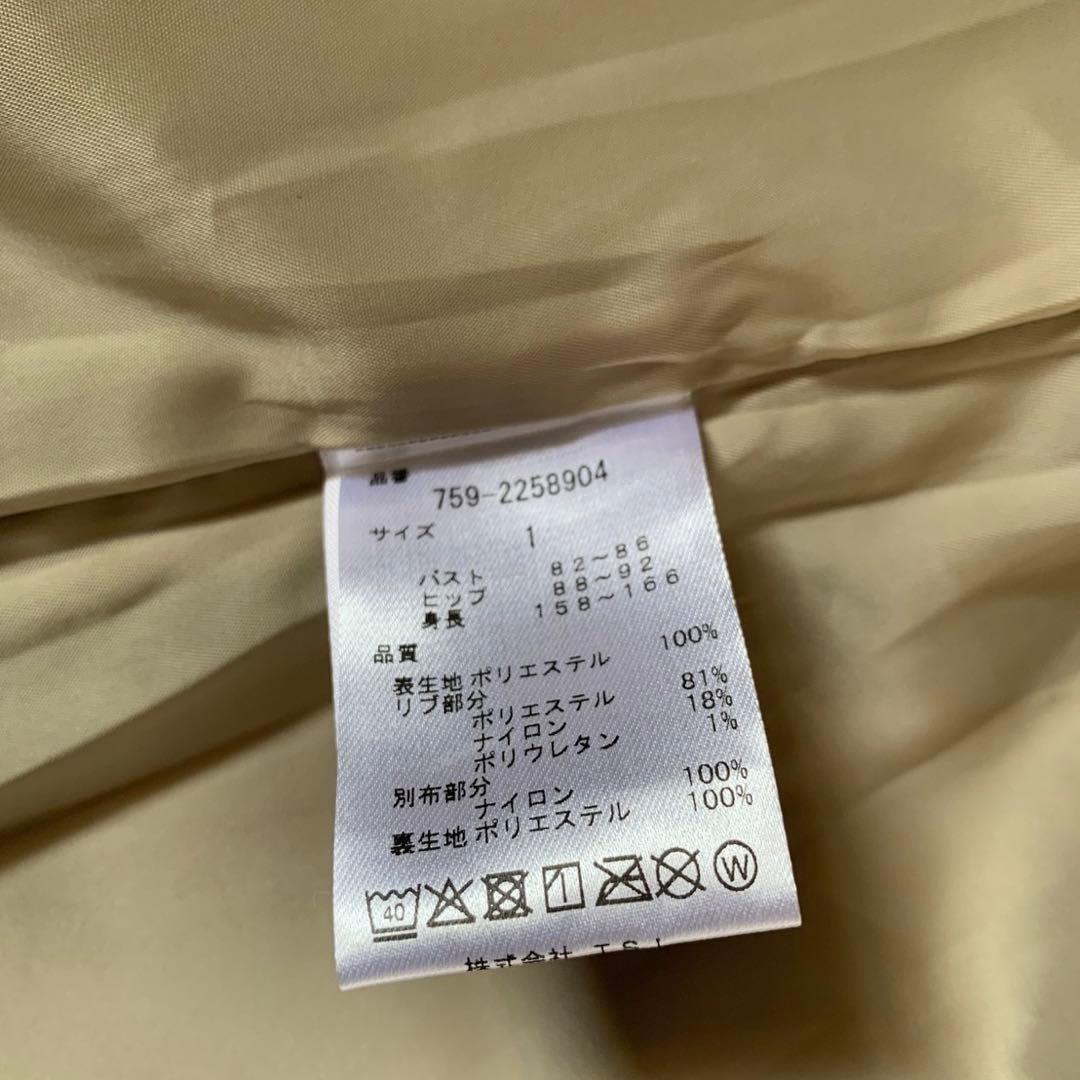 品番
759-2258904
サイズ 1
バスト 82～86
ヒップ 88～92
身長 158～166
品質
表生地 ポリエステル 100%
リブ部分
ポリエステル 81%
ナイロン 18%
ポリウレタン 1%
別布部分
ナイロン 100%
裏生地 ポリエステル 100%
40 W
株式会社 TSI